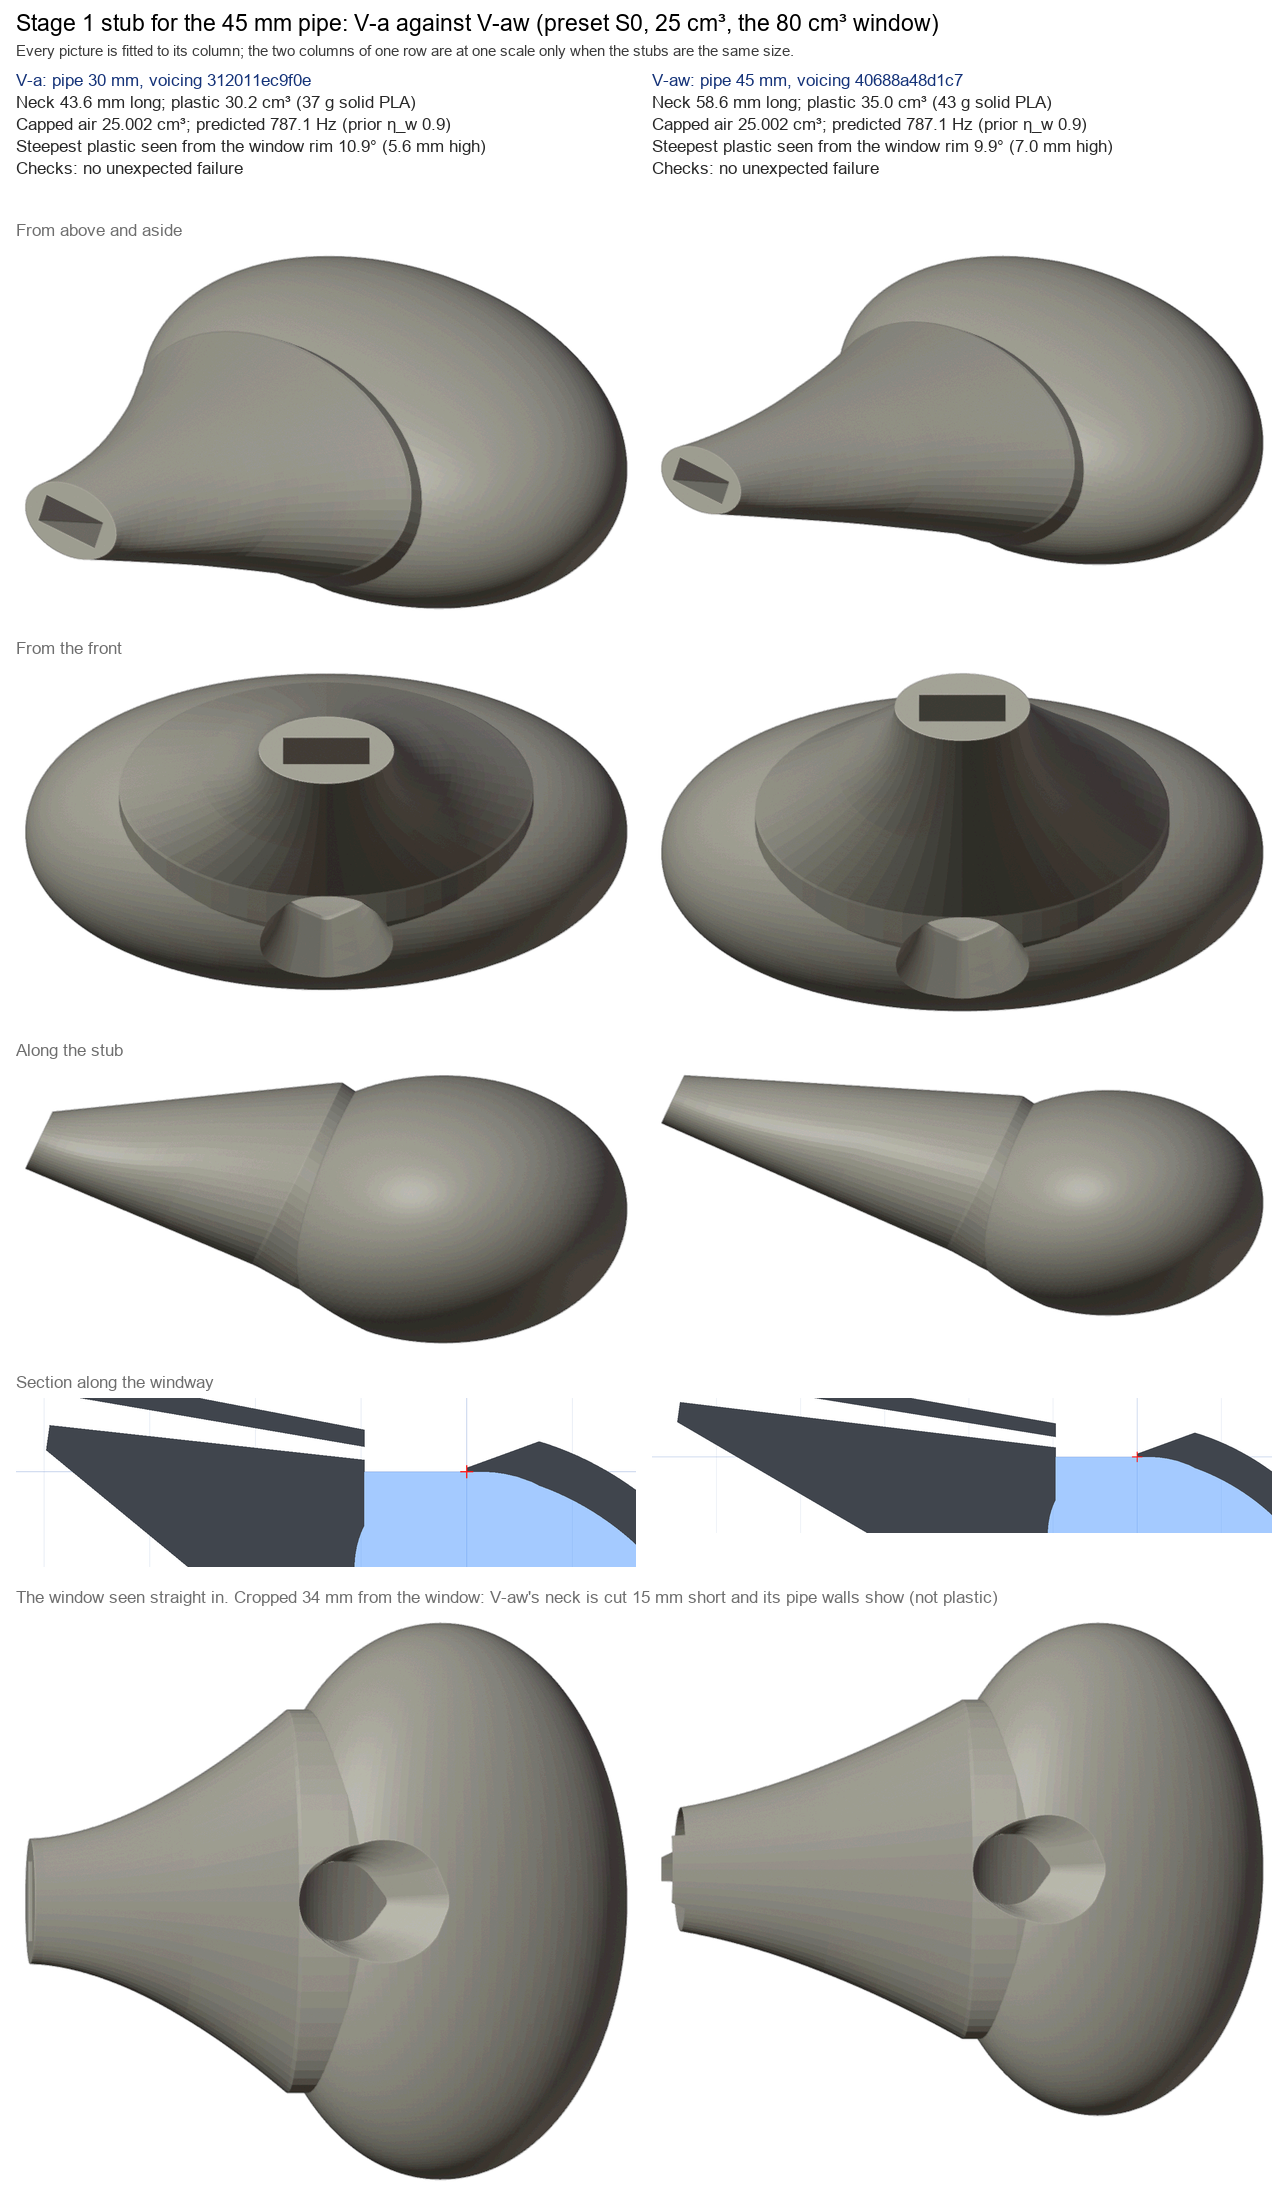 Stage 1 stub for the 45 mm pipe: V-a against V-aw (preset S0, 25 cm³, the 80 cm³ window)
Every picture is fitted to its column; the two columns of one row are at one scale only when the stubs are the same size.
V-a: pipe 30 mm, voicing 312011ec9f0e
Neck 43.6 mm long; plastic 30.2 cm³ (37 g solid PLA)
Capped air 25.002 cm³; predicted 787.1 Hz (prior η_w 0.9)
Steepest plastic seen from the window rim 10.9° (5.6 mm high)
Checks: no unexpected failure
V-aw: pipe 45 mm, voicing 40688a48d1c7
Neck 58.6 mm long; plastic 35.0 cm³ (43 g solid PLA)
Capped air 25.002 cm³; predicted 787.1 Hz (prior η_w 0.9)
Steepest plastic seen from the window rim 9.9° (7.0 mm high)
Checks: no unexpected failure
From above and aside
From the front
Along the stub
Section along the windway
The window seen straight in. Cropped 34 mm from the window: V-aw's neck is cut 15 mm short and its pipe walls show (not plastic)